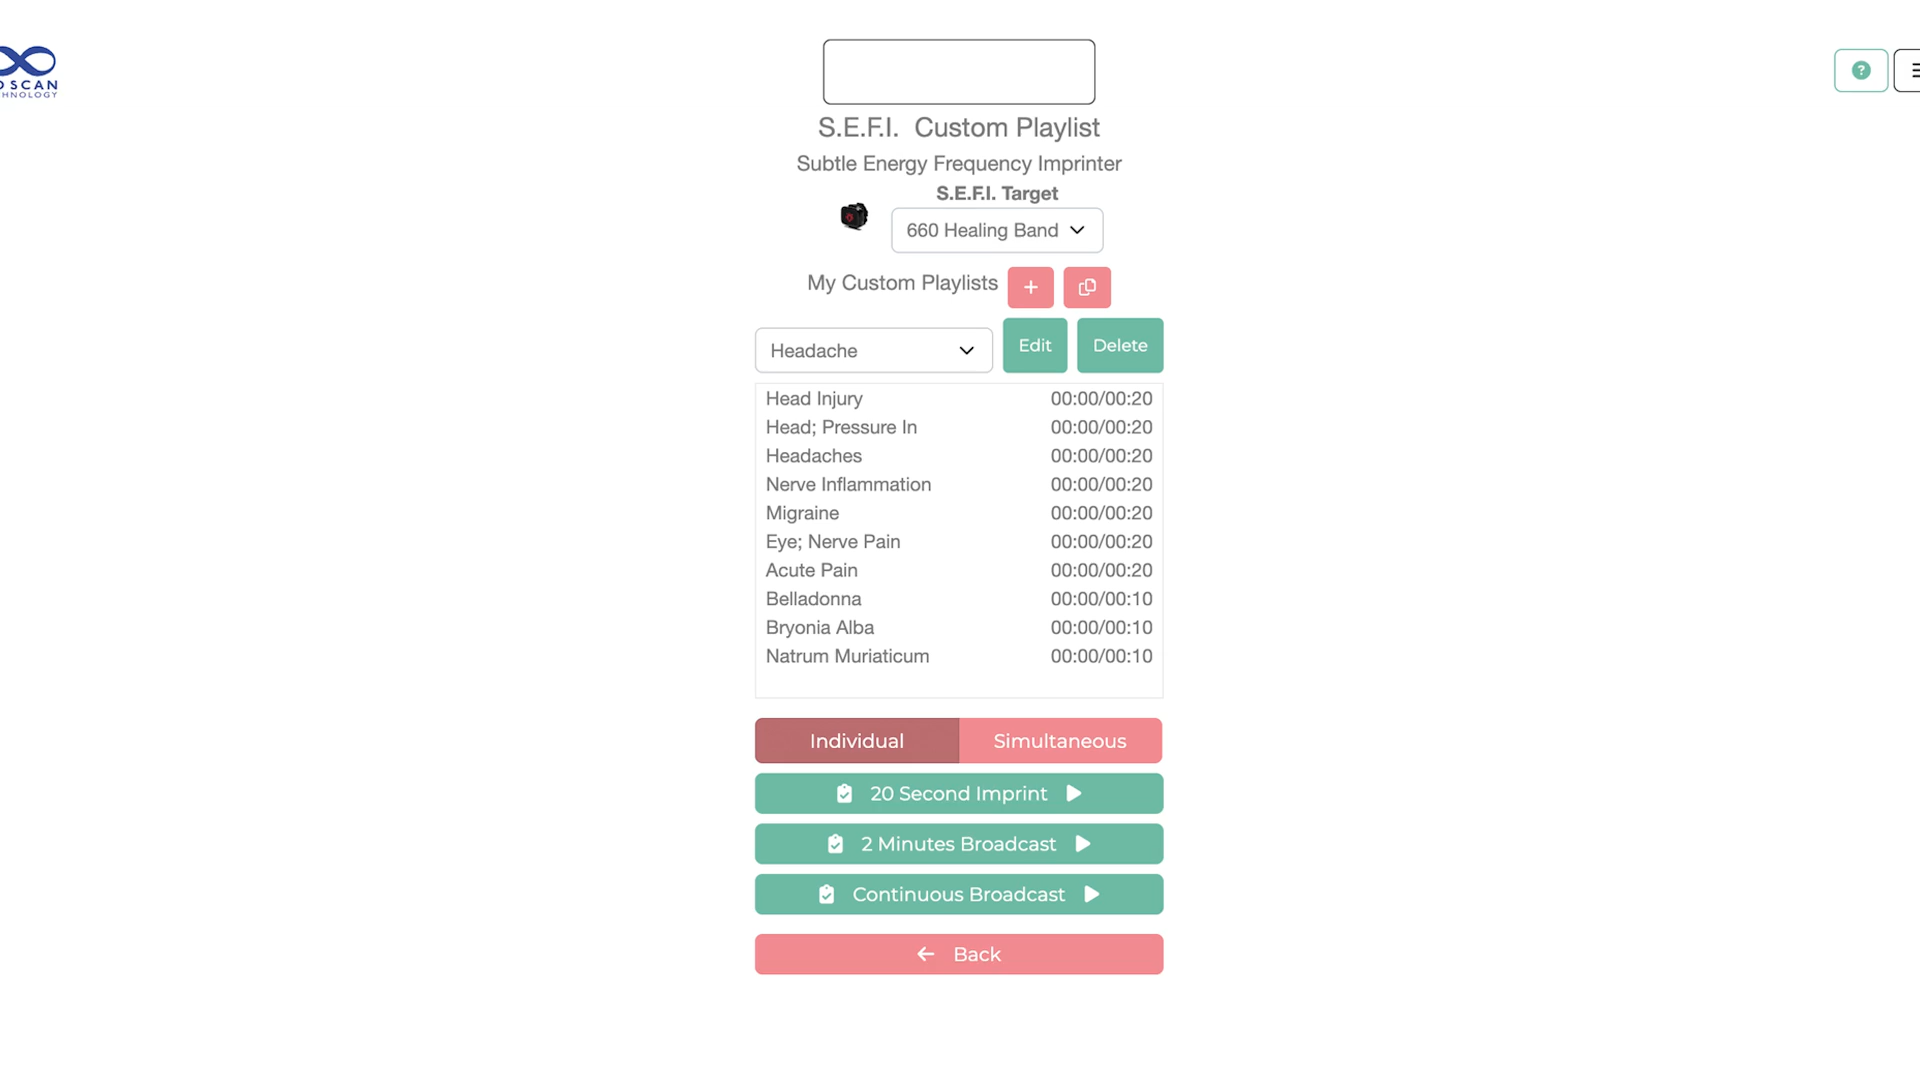 O SCAN
HNOLOGY
S.E.F.I. Custom Playlist
Subtle Energy Frequency Imprinter
S.E.F.I. Target
660 Healing Band
My Custom Playlists
Headache
Edit
Delete
Head Injury 00:00/00:20
Head; Pressure In 00:00/00:20
Headaches 00:00/00:20
Nerve Inflammation 00:00/00:20
Migraine 00:00/00:20
Eye; Nerve Pain 00:00/00:20
Acute Pain 00:00/00:20
Belladonna 00:00/00:10
Bryonia Alba 00:00/00:10
Natrum Muriaticum 00:00/00:10
Individual
Simultaneous
20 Second Imprint
2 Minutes Broadcast
Continuous Broadcast
Back